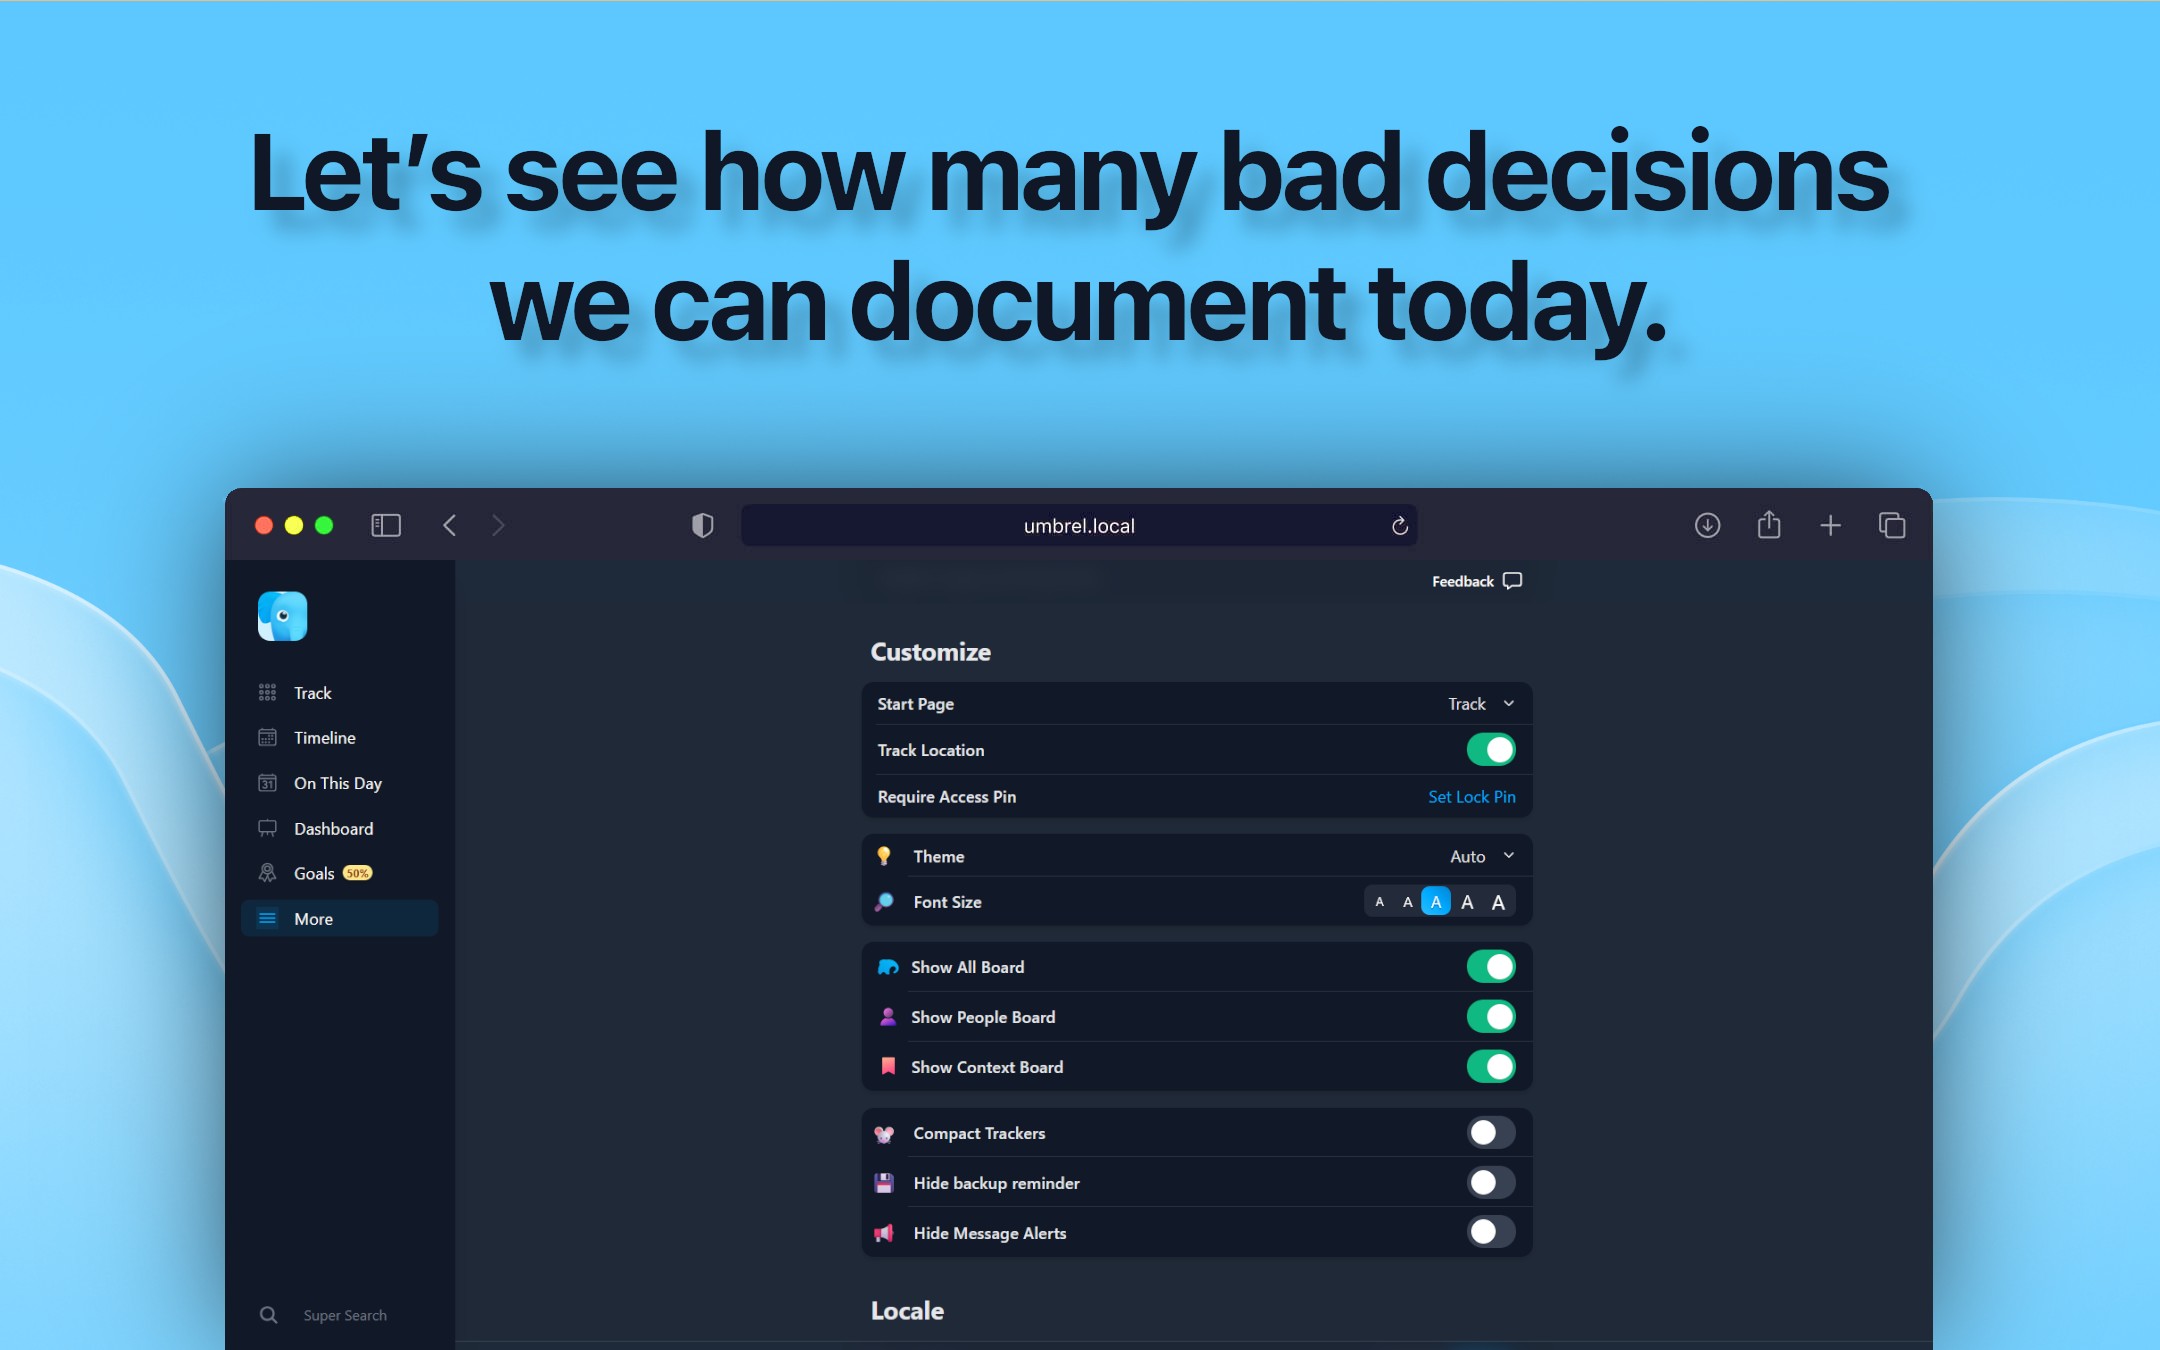 Let’s see how many bad decisions
we can document today.
umbrel.local
Feedback
Track
Timeline
31
On This Day
Dashboard
Goals 50%
More
Super Search
Customize
Start Page Track
Track Location
Require Access Pin Set Lock Pin
Theme Auto
Font Size A A A A A
Show All Board
Show People Board
Show Context Board
Compact Trackers
Hide backup reminder
Hide Message Alerts
Locale